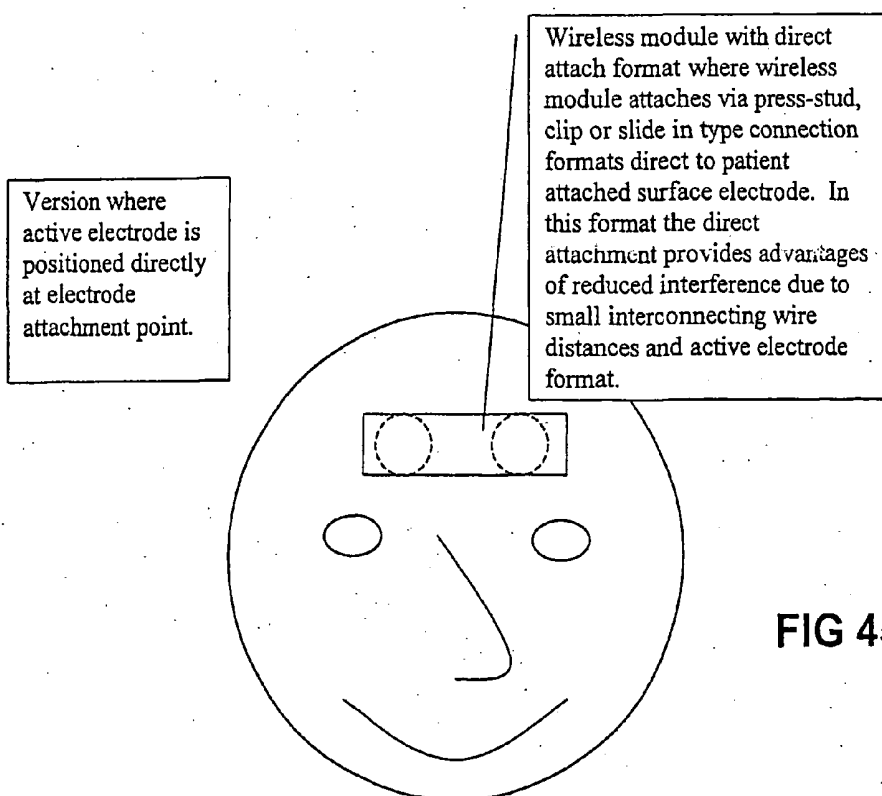 Wireless module with direct
attach format where wireless
module attaches via press-stud,
clip or slide in type connection
formats direct to patient
attached surface electrode. In
this format the direct
attachment provides advantages
of reduced interference due to
small interconnecting wire
distances and active electrode
format.
Version where
active electrode is
positioned directly
at electrode
attachment point.
FIG 4